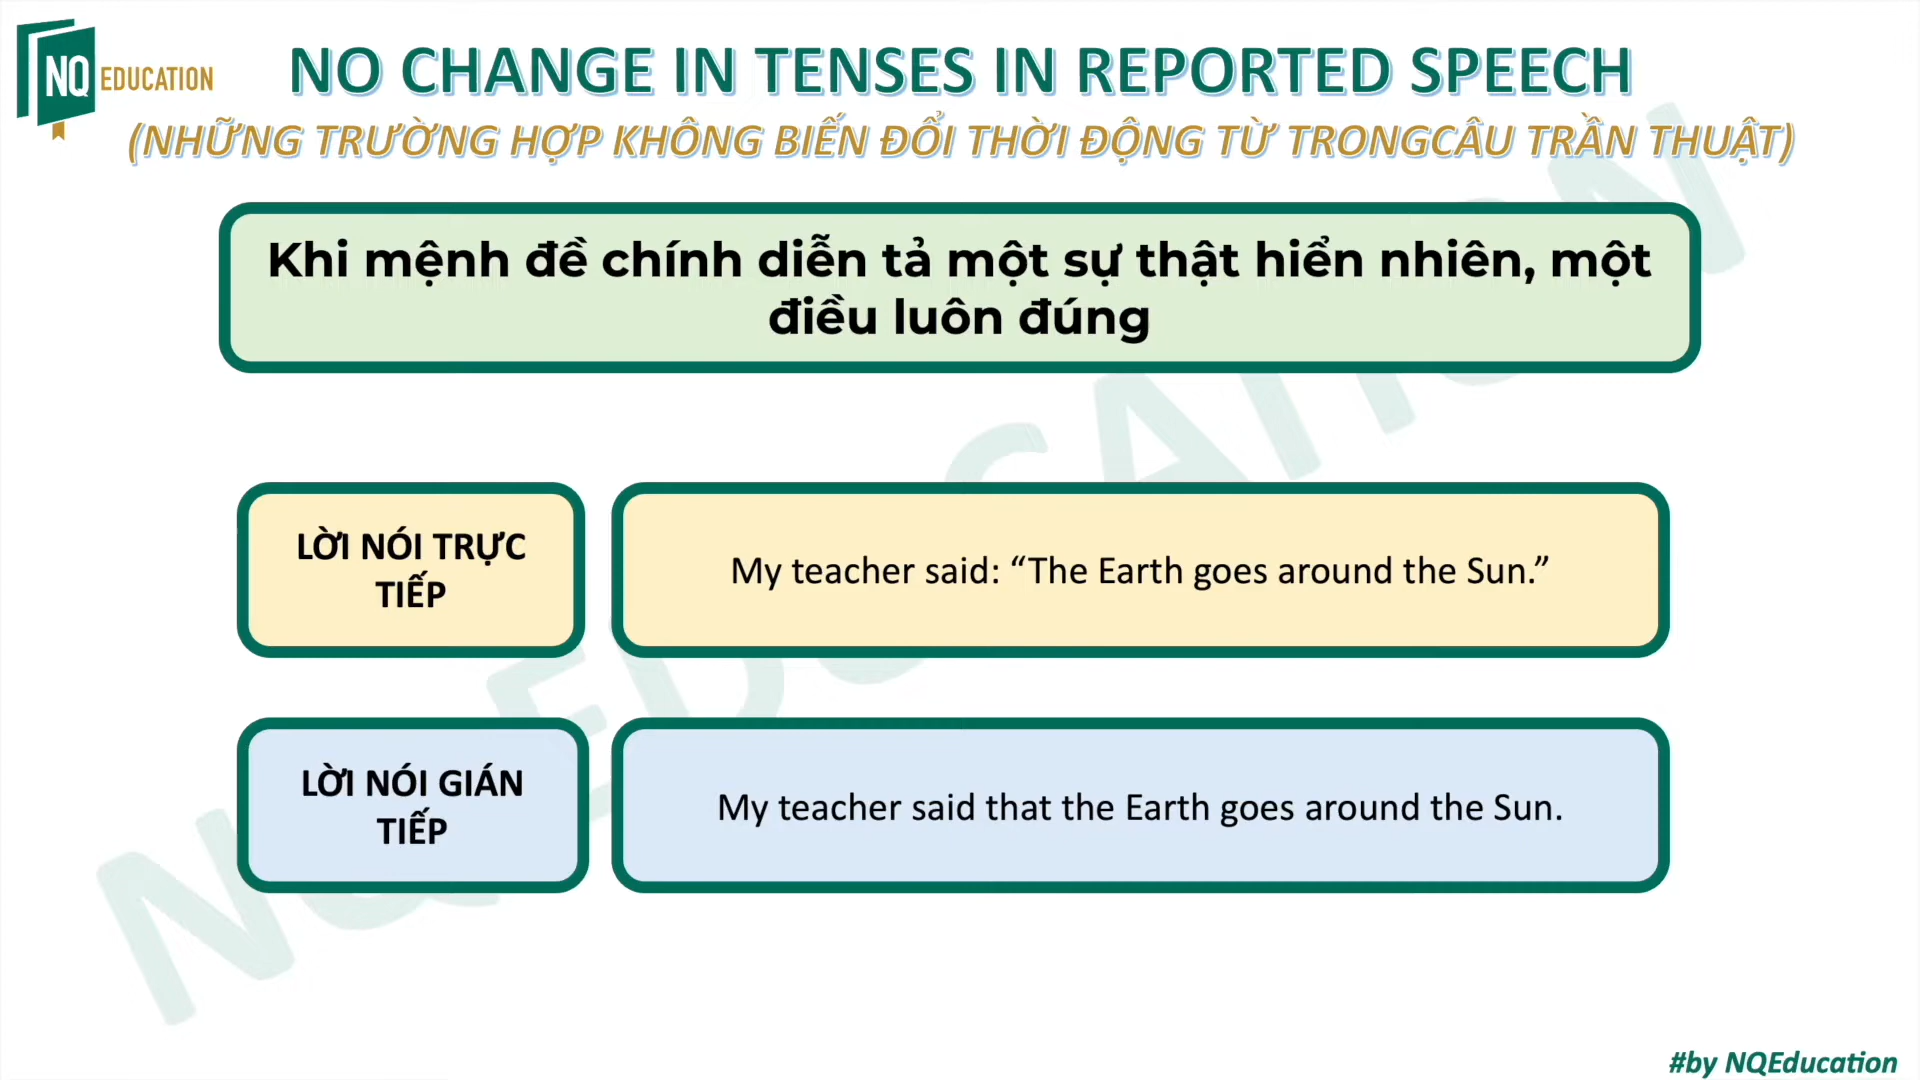 NQ EDUCATION
NO CHANGE IN TENSES IN REPORTED SPEECH
(NHỮNG TRƯỜNG HỢP KHÔNG BIẾN ĐỔI THỜI ĐỘNG TỪ TRONGCÂU TRẦN THUẬT)
Khi mệnh đề chính diễn tả một sự thật hiển nhiên, một
điều luôn đúng
LỜI NÓI TRỰC
TIẾP
My teacher said: “The Earth goes around the Sun.”
LỜI NÓI GIÁN
TIẾP
My teacher said that the Earth goes around the Sun.
NQ EDUCATION
#by NQEducation